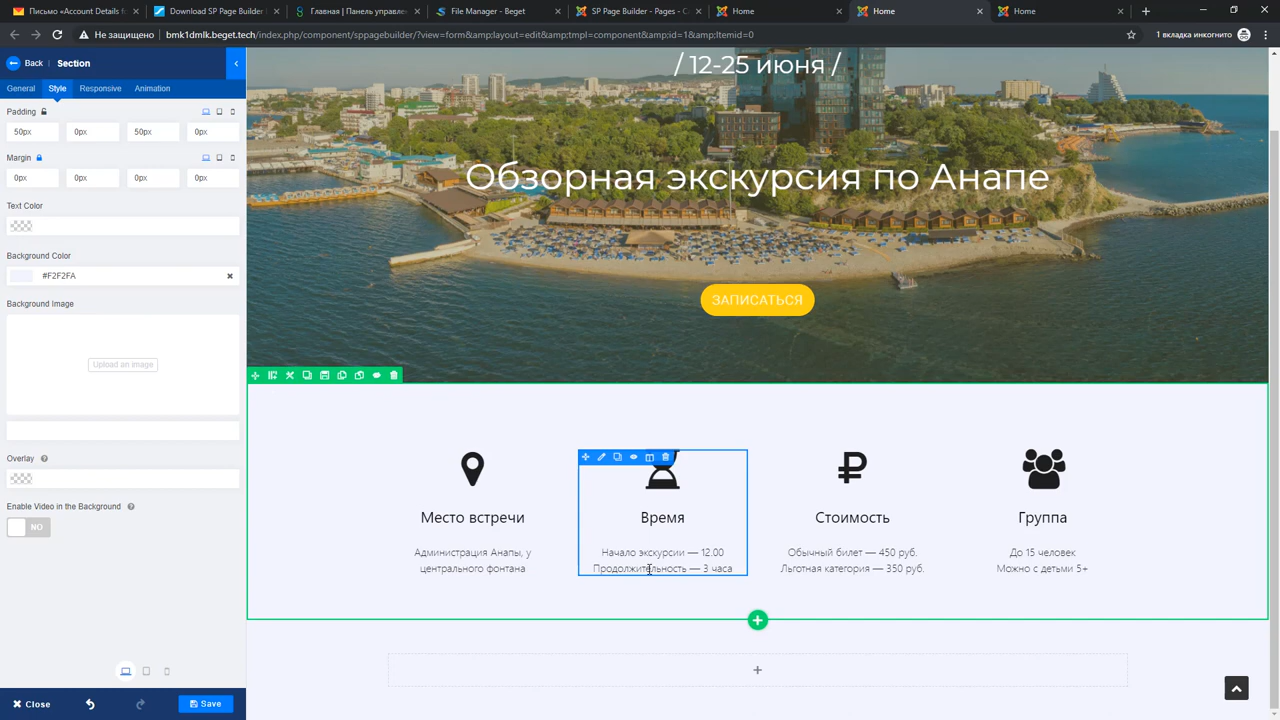 Письмо «Account Details f
Download SP Page Builder
Главная | Панель управле
File Manager - Beget
SP Page Builder - Pages - C
Home
Home
Home
Не защищено
bmk1dmlk.beget.tech/index.php/component/sppagebuilder/?view=form&amp;layout=edit&amp;tmpl=component&amp;id=1&amp;Itemid=0
1 вкладка инкогнито
Back
Section
General
Style
Responsive
Animation
Padding
50px
0px
50px
0px
Margin
0px
0px
0px
0px
Text Color
Background Color
#F2F2FA
Background Image
Upload an image
Overlay
Enable Video in the Background
NO
Close
Save
/ 12-25 июня /
Обзорная экскурсия по Анапе
ЗАПИСАТЬСЯ
Место встречи
Администрация Анапы, у
центрального фонтана
Время
Начало экскурсии — 12.00
Продолжительность — 3 часа
Стоимость
Обычный билет — 450 руб.
Льготная категория — 350 руб.
Группа
До 15 человек
Можно с детьми 5+